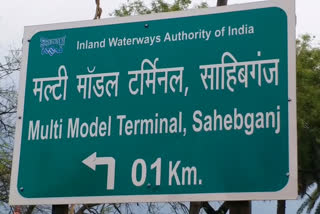 Inland Waterways Authority of India
मल्टी मॉडल टर्मिनल, साहिबगंज
Multi Model Terminal, Sahebganj
01 Km.